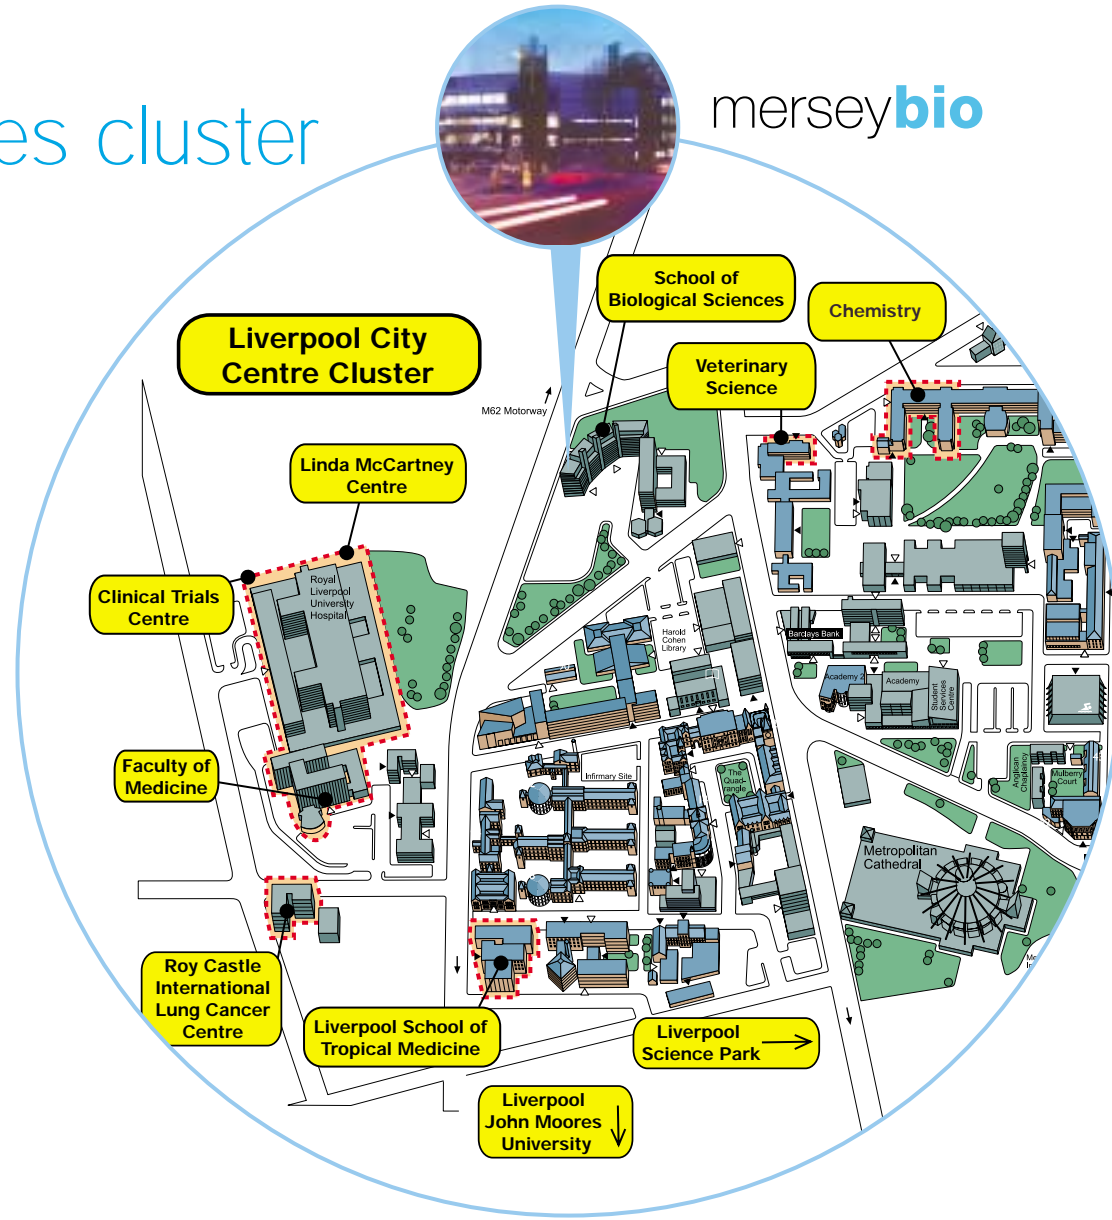 es cluster
merseybio
School of
Biological Sciences
Chemistry
Liverpool City
Centre Cluster
Veterinary
Science
M62 Motorway
Linda McCartney
Centre
Royal
Liverpool
University
Hospital
Clinical Trials
Centre
Harold
Cohen
Library
Barclays Bank
Academy 2
Academy
Student
Services
Centre
Faculty of
Medicine
Infirmary Site
The
Quad-
rangle
Anglican
Chaplaincy
Mulberry
Court
Metropolitan
Cathedral
Roy Castle
International
Lung Cancer
Centre
Liverpool School of
Tropical Medicine
Liverpool
Science Park
Liverpool
John Moores
University